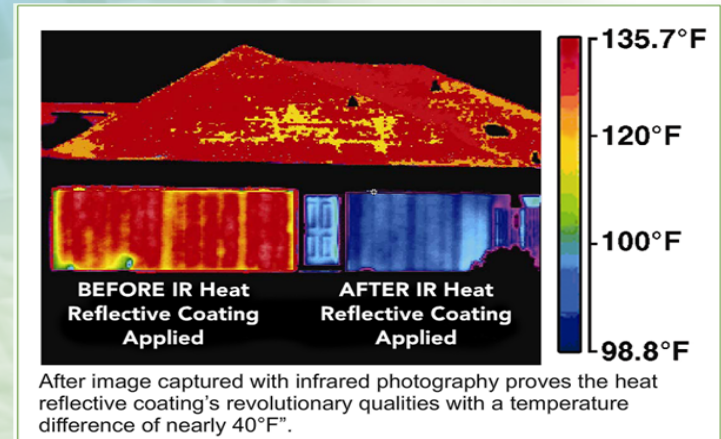 135.7°F
120°F
100°F
98.8°F
BEFORE IR Heat
Reflective Coating
Applied
AFTER IR Heat
Reflective Coating
Applied
After image captured with infrared photography proves the heat
reflective coating's revolutionary qualities with a temperature
difference of nearly 40°F”.